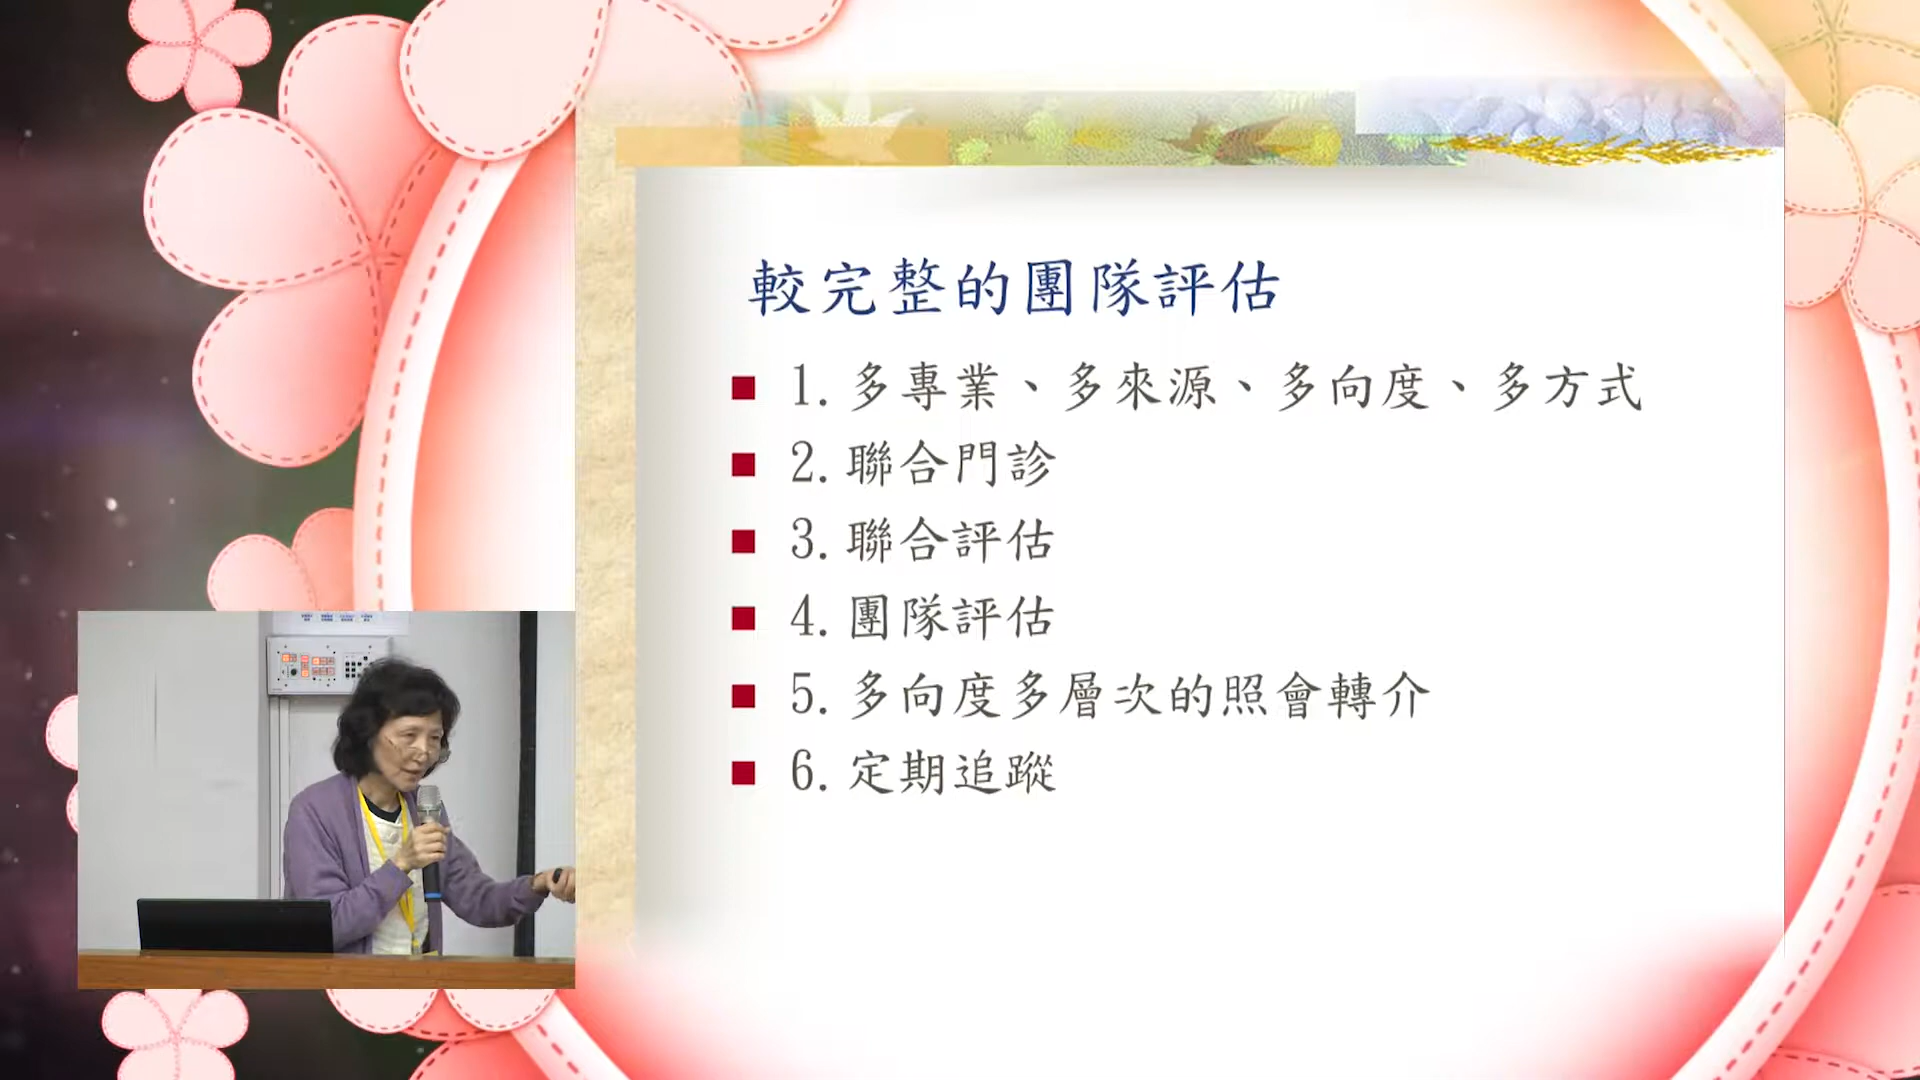 較完整的團隊評估
1.多專業、多來源、多向度、多方式
2.聯合門診
3.聯合評估
4.團隊評估
5.多向度多層次的照會轉介
6.定期追蹤